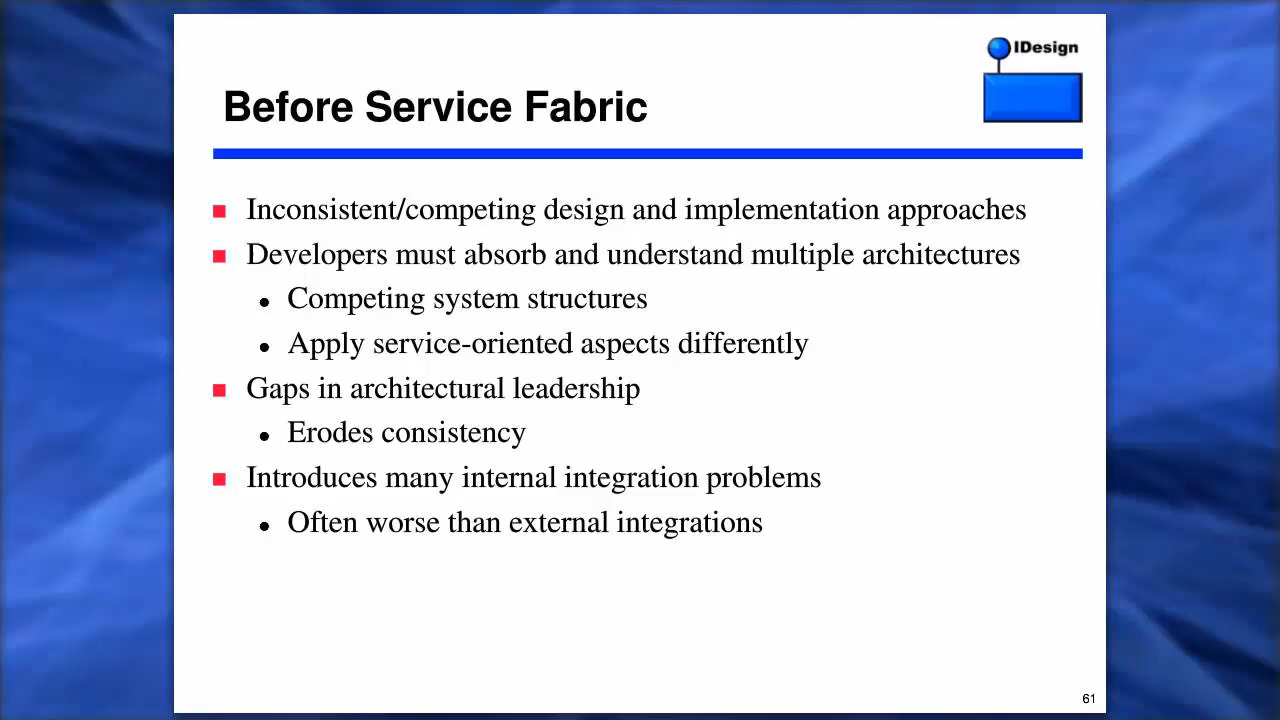 IDesign
Before Service Fabric
Inconsistent/competing design and implementation approaches
Developers must absorb and understand multiple architectures
Competing system structures
Apply service-oriented aspects differently
Gaps in architectural leadership
Erodes consistency
Introduces many internal integration problems
Often worse than external integrations
61